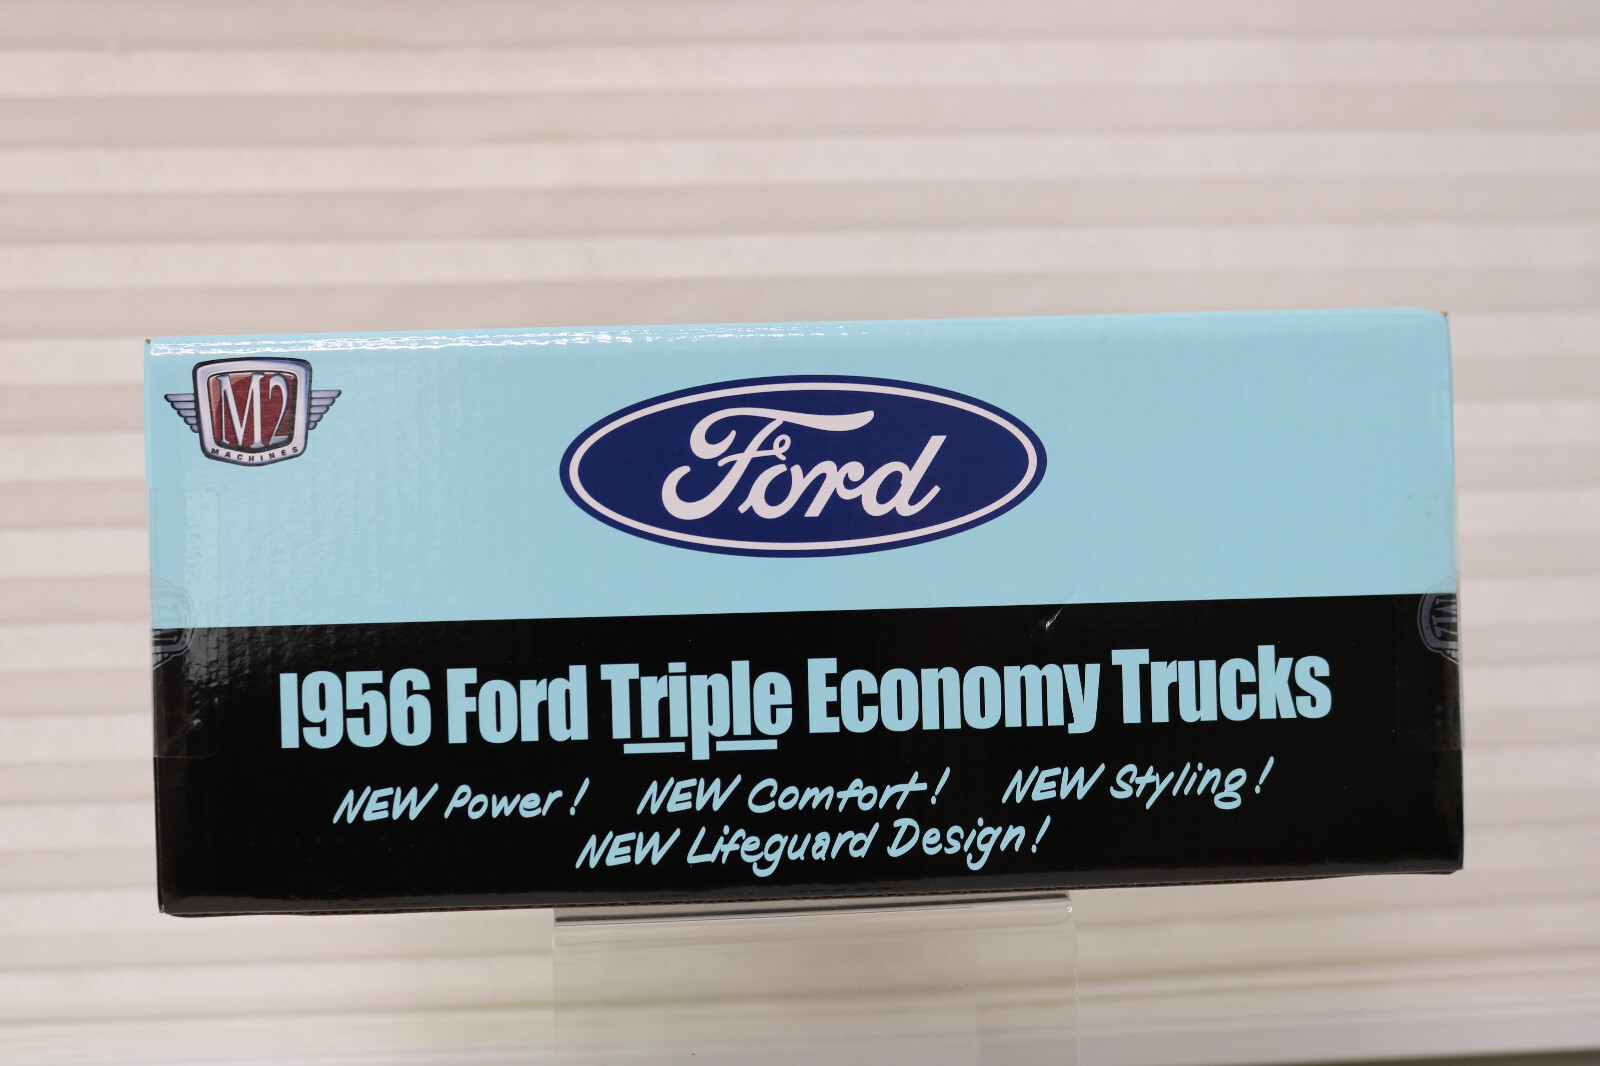 M2
MACHINES
Ford
1956 Ford Triple Economy Trucks
NEW Power! NEW Comfort! NEW Styling!
NEW Lifeguard Design!